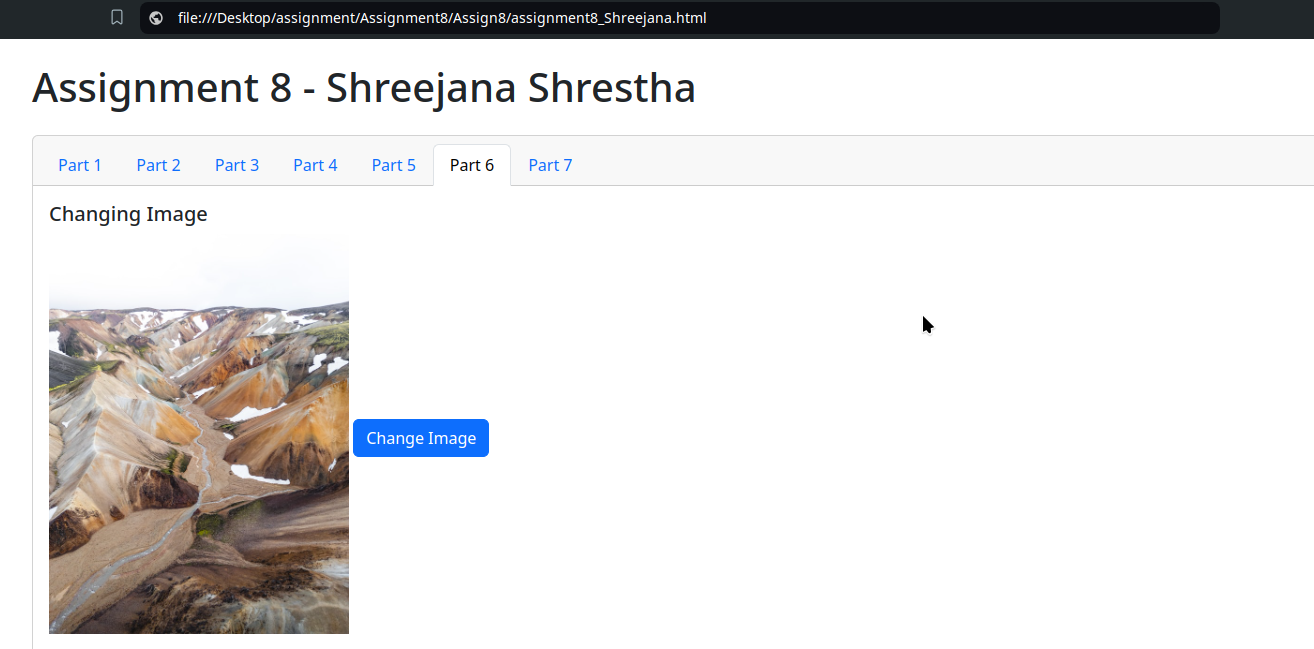 file:///Desktop/assignment/Assignment8/Assign8/assignment8_Shreejana.html
Assignment 8 - Shreejana Shrestha
Part 1 Part 2 Part 3 Part 4 Part 5 Part 6 Part 7
Changing Image
Change Image